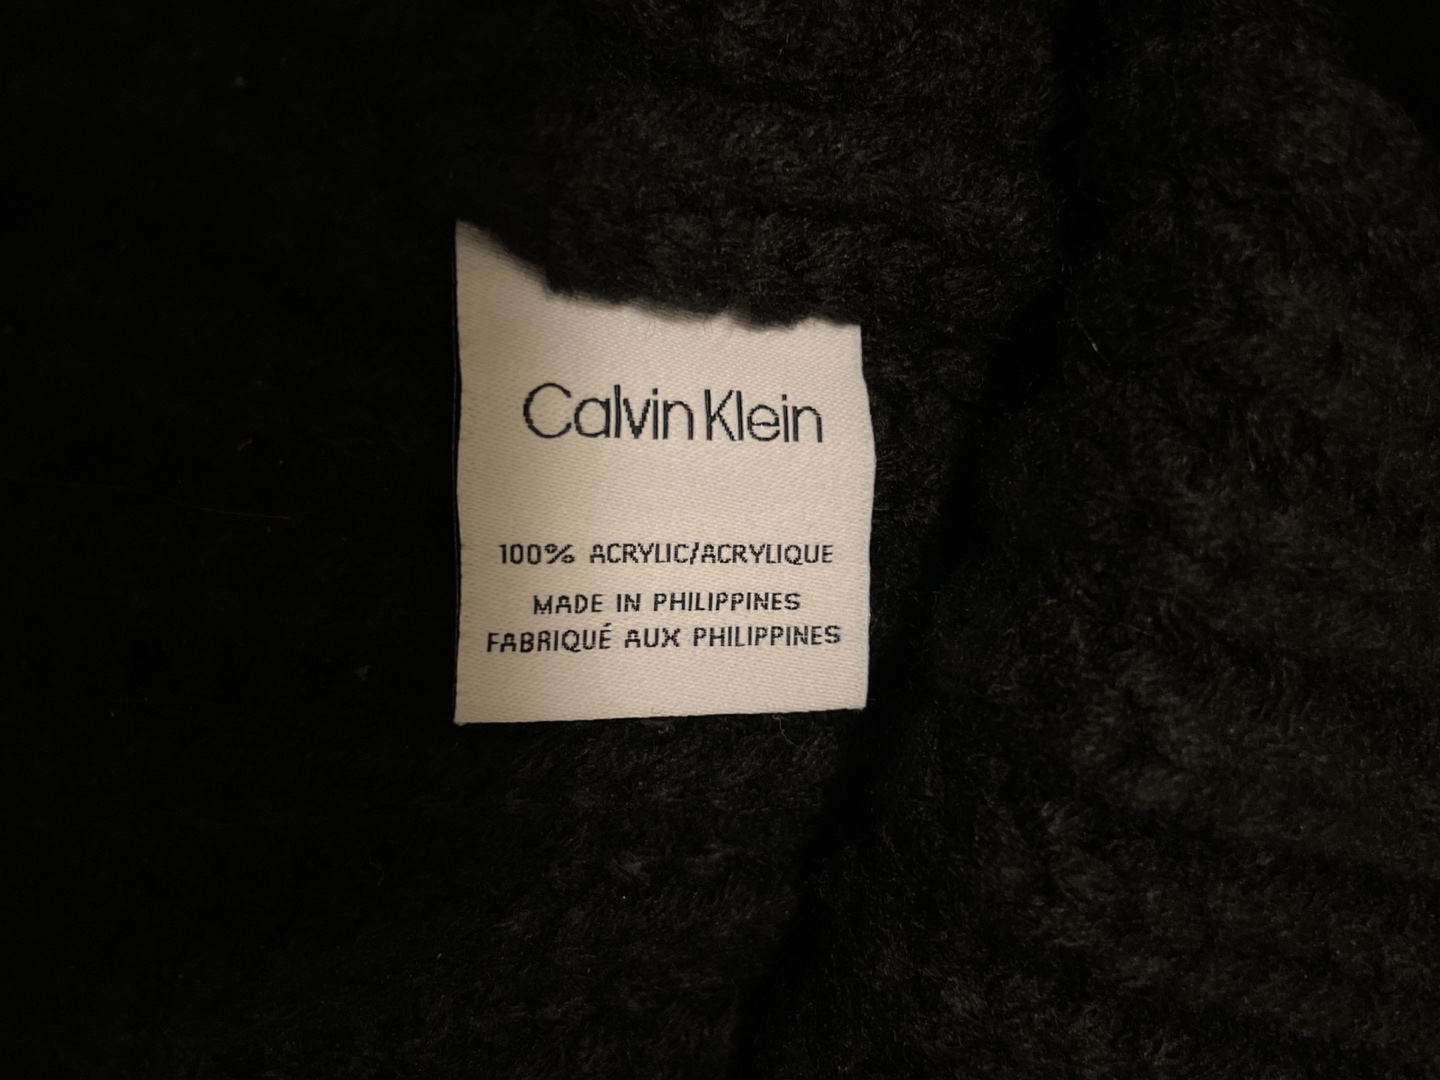 Calvin Klein
100% ACRYLIC/ACRYLIQUE
MADE IN PHILIPPINES
FABRIQUÉ AUX PHILIPPINES